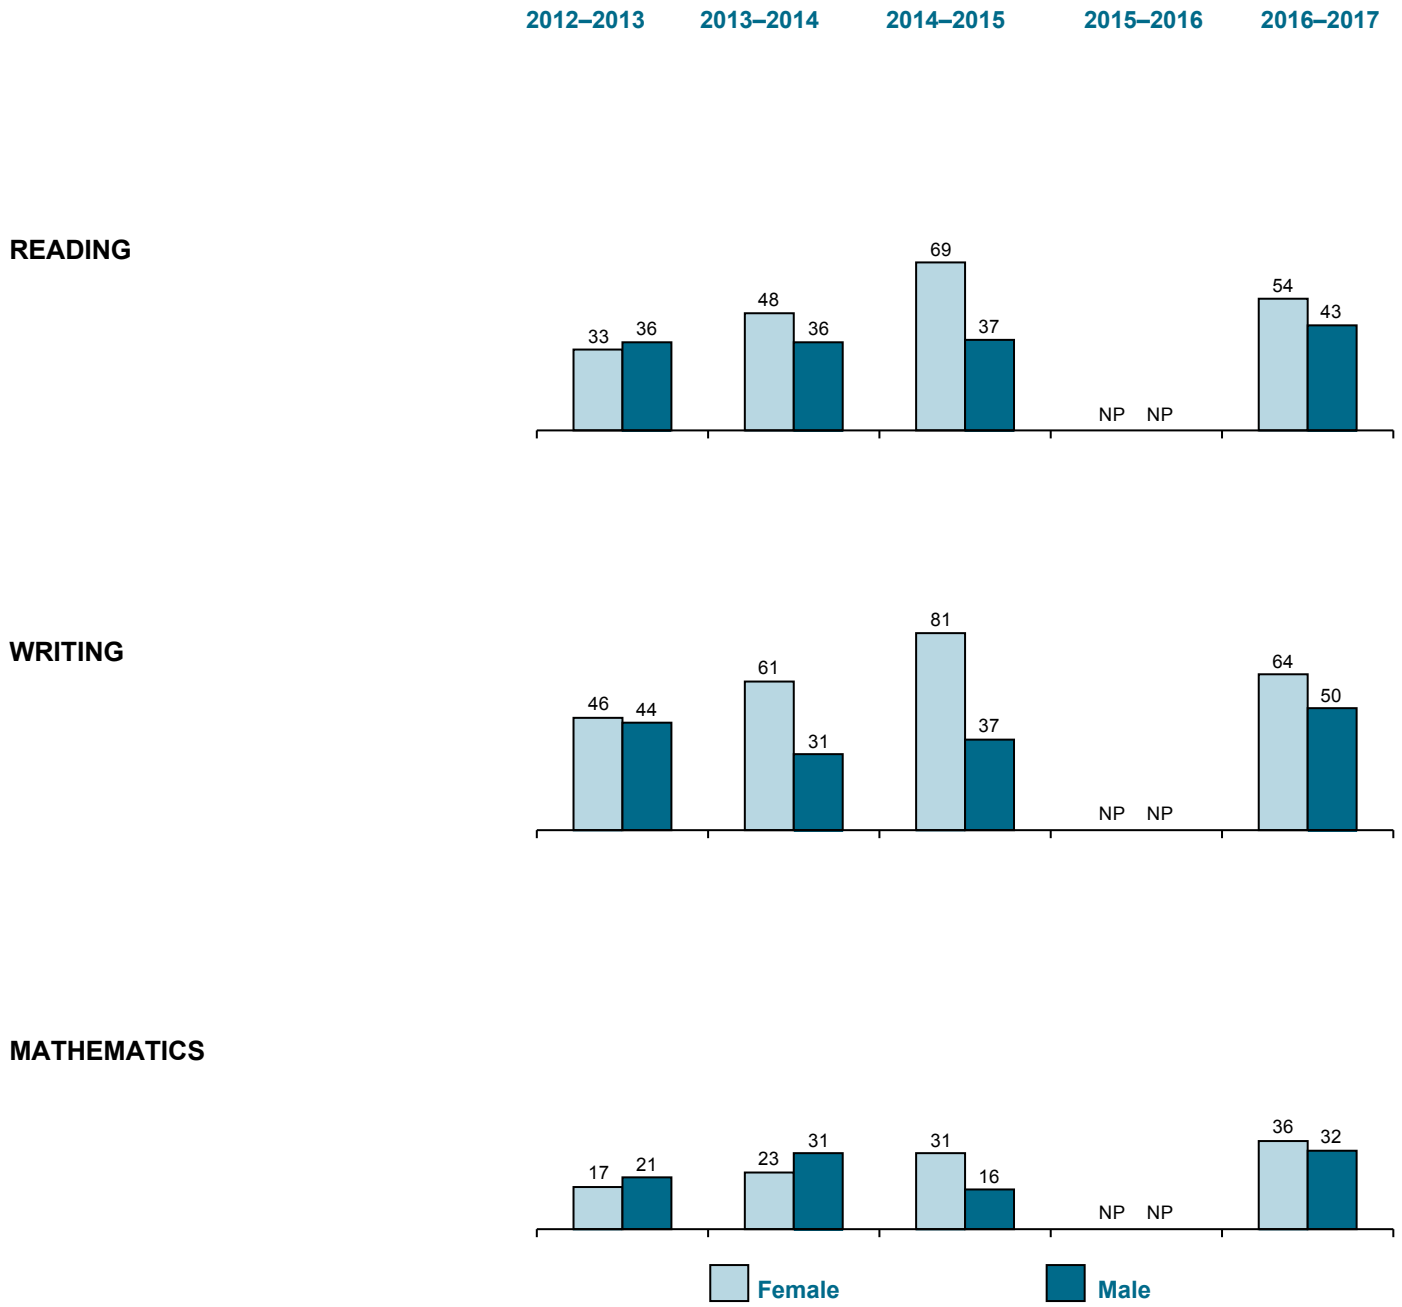 2012–2013 2013–2014 2014–2015 2015–2016 2016–2017
READING
33 36 48 36 69 37 NP NP 54 43
WRITING
46 44 61 31 81 37 NP NP 64 50
MATHEMATICS
17 21 23 31 31 16 NP NP 36 32
Female Male